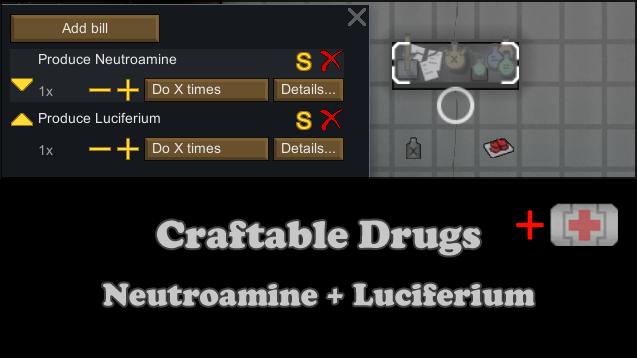 Add bill
Produce Neutroamine
S
1x
Do X times
Details...
Produce Luciferium
S
1x
Do X times
Details...
Craftable Drugs
Neutroamine + Luciferium